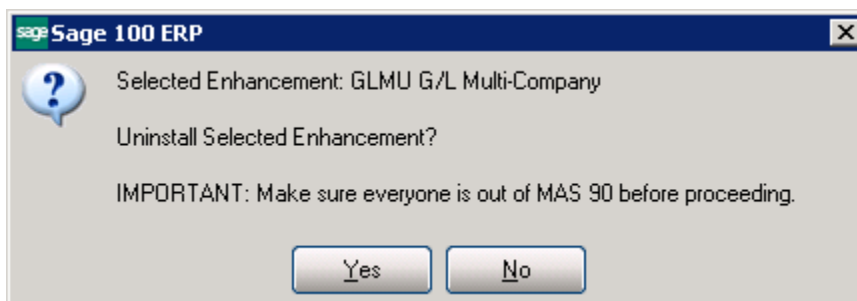 sage Sage 100 ERP
Selected Enhancement: GLMU G/L Multi-Company
Uninstall Selected Enhancement?
IMPORTANT: Make sure everyone is out of MAS 90 before proceeding.
Yes No